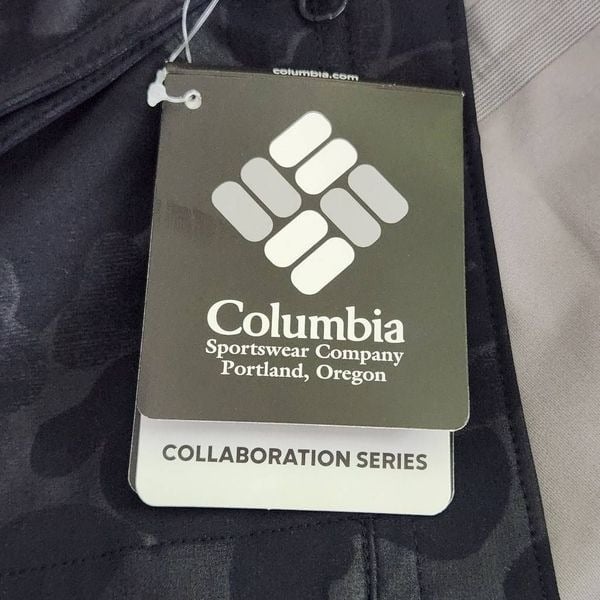 columbia.com
Columbia
Sportswear Company
Portland, Oregon
COLLABORATION SERIES